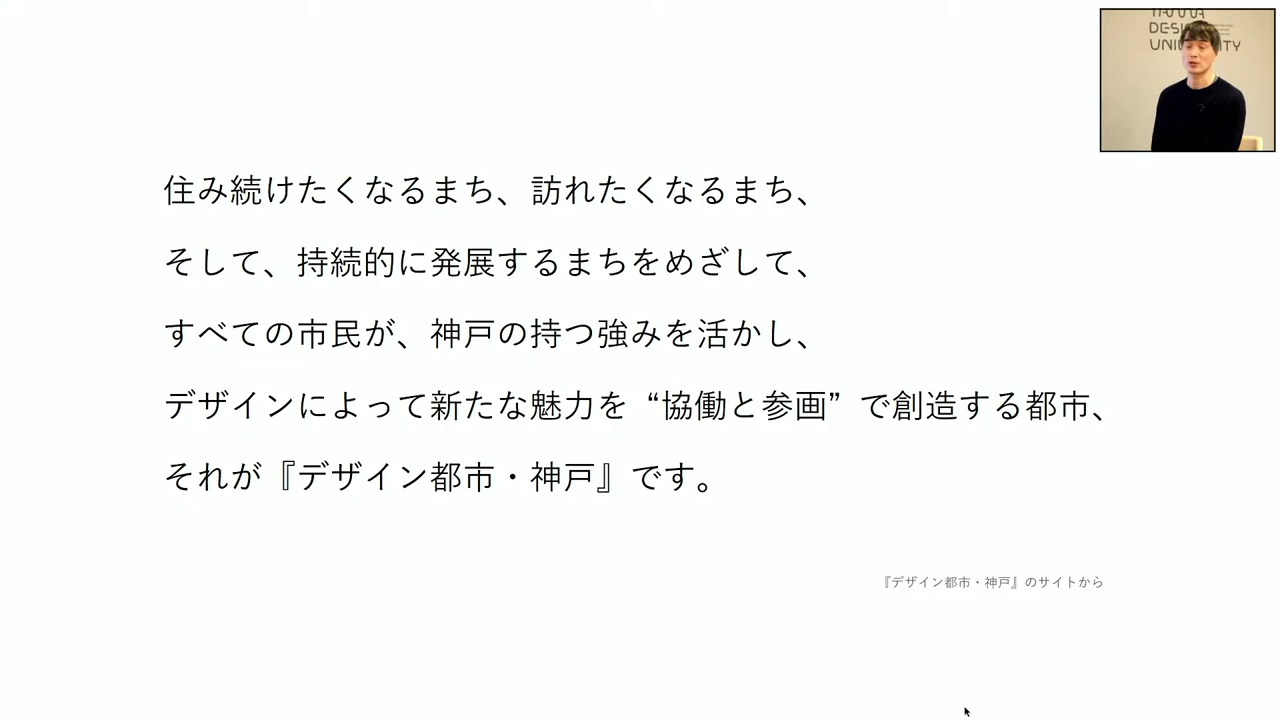 住み続けたくなるまち、訪れたくなるまち、
そして、持続的に発展するまちをめざして、
すべての市民が、神戸の持つ強みを活かし、
デザインによって新たな魅力を“協働と参画”で創造する都市、
それが『デザイン都市・神戸』です。
『デザイン都市・神戸』のサイトから